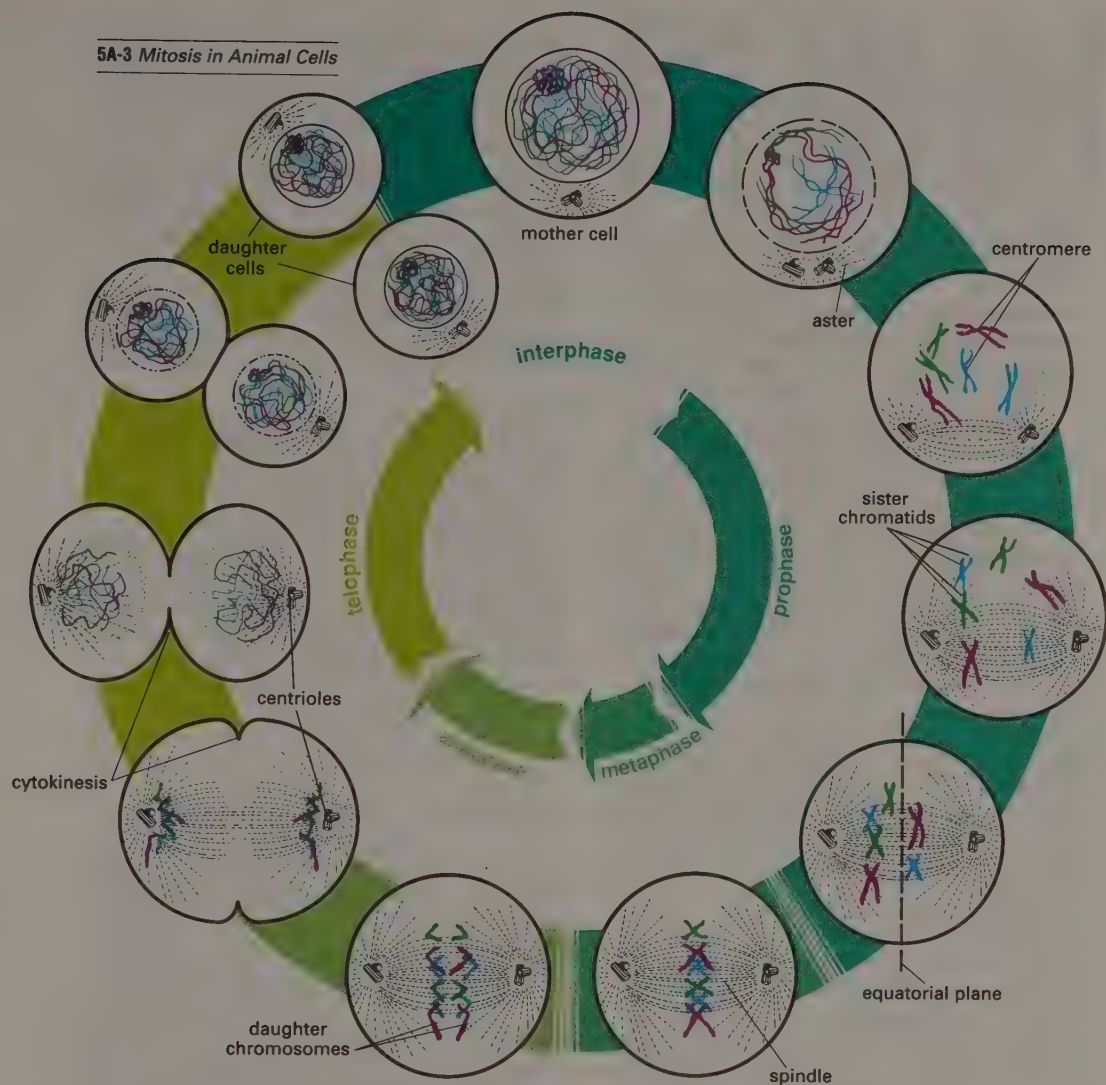 5A-3 Mitosis in Animal Cells
mother cell
daughter
cells
centromere
aster
interphase
sister
chromatids
telophase
prophase
centrioles
metaphase
cytokinesis
equatorial plane
daughter
chromosomes
spindle